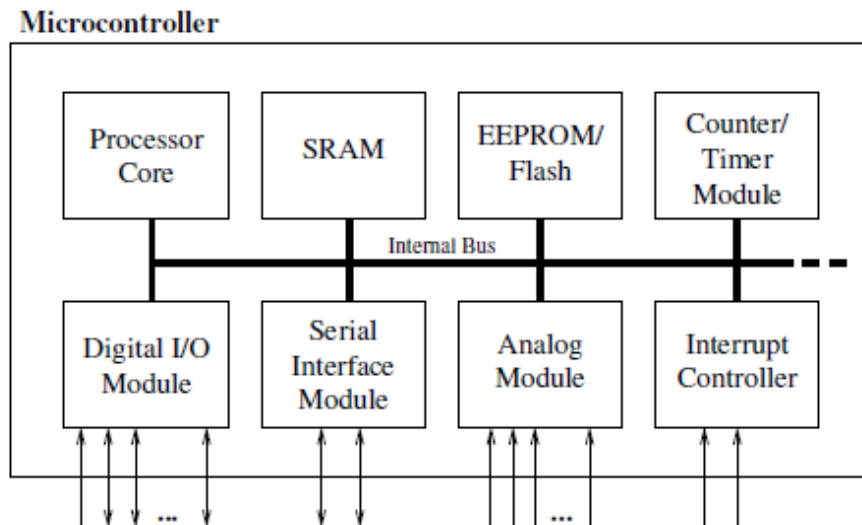 Microcontroller
Processor
Core
SRAM
EEPROM/
Flash
Counter/
Timer
Module
Internal Bus
Digital I/O
Module
Serial
Interface
Module
Analog
Module
Interrupt
Controller
...
...